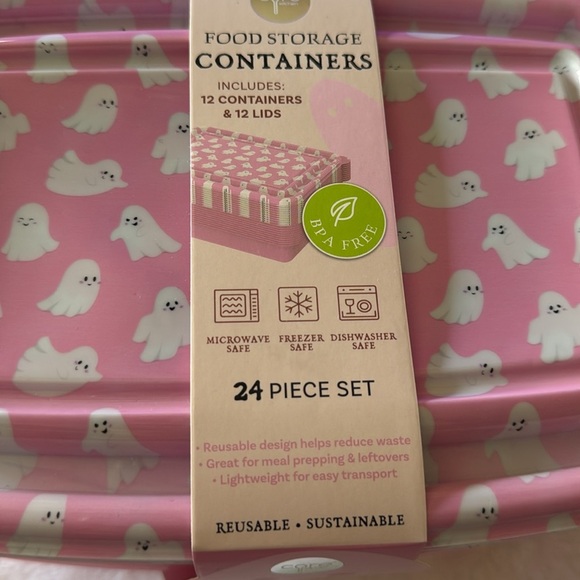 FOOD STORAGE
CONTAINERS
INCLUDES:
12 CONTAINERS
& 12 LIDS
BPA FREE
MICROWAVE SAFE
FREEZER SAFE
DISHWASHER SAFE
24 PIECE SET
• Reusable design helps reduce waste
• Great for meal prepping & leftovers
• Lightweight for easy transport
REUSABLE • SUSTAINABLE